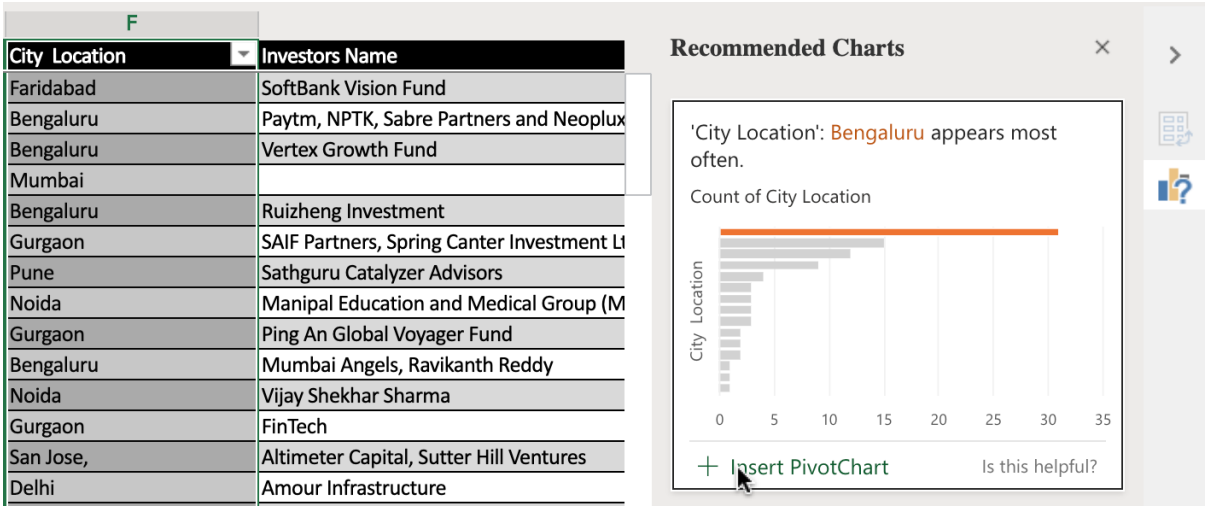 F
City Location Investors Name
Faridabad SoftBank Vision Fund
Bengaluru Paytm, NPTK, Sabre Partners and Neoplux
Bengaluru Vertex Growth Fund
Mumbai
Bengaluru Ruizheng Investment
Gurgaon SAIF Partners, Spring Canter Investment Lt
Pune Sathguru Catalyzer Advisors
Noida Manipal Education and Medical Group (M
Gurgaon Ping An Global Voyager Fund
Bengaluru Mumbai Angels, Ravikanth Reddy
Noida Vijay Shekhar Sharma
Gurgaon FinTech
San Jose, Altimeter Capital, Sutter Hill Ventures
Delhi Amour Infrastructure
Recommended Charts
'City Location': Bengaluru appears most
often.
Count of City Location
City Location
0 5 10 15 20 25 30 35
Insert PivotChart Is this helpful?